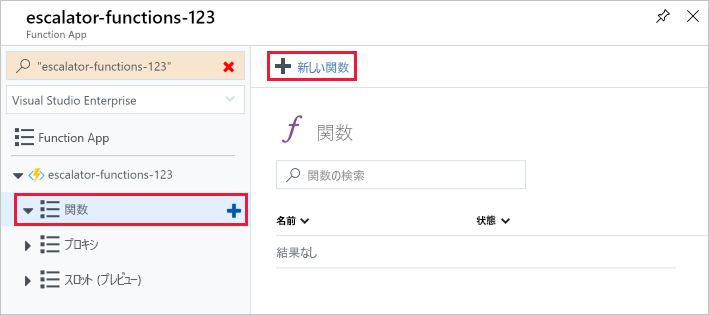 escalator-functions-123
Function App
"escalator-functions-123"
Visual Studio Enterprise
Function App
escalator-functions-123
関数
プロキシ
スロット (プレビュー)
新しい関数
関数
関数の検索
名前 状態
結果なし